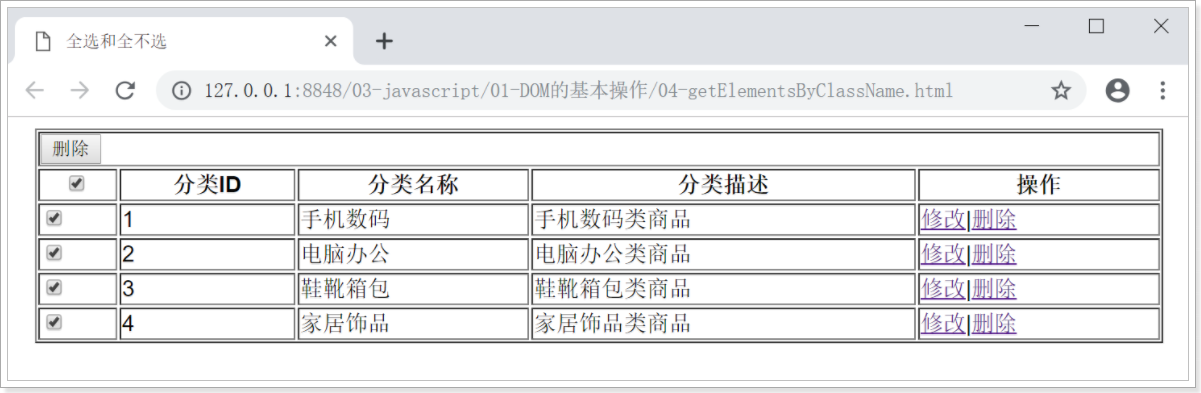 全选和全不选
127.0.0.1:8848/03-javascript/01-DOM的基本操作/04-getElementsByClassName.html
删除
分类ID 分类名称 分类描述 操作
1 手机数码 手机数码类商品 修改|删除
2 电脑办公 电脑办公类商品 修改|删除
3 鞋靴箱包 鞋靴箱包类商品 修改|删除
4 家居饰品 家居饰品类商品 修改|删除